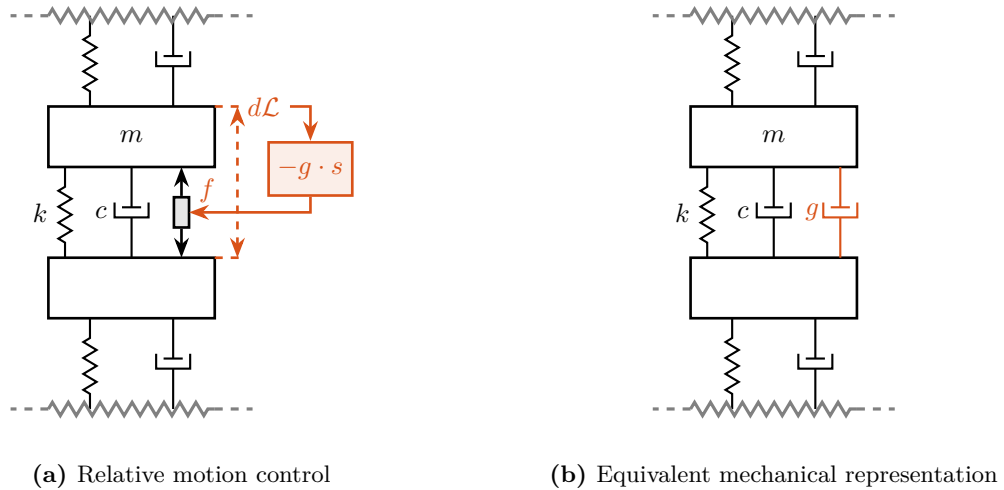 dℒ
m
m
−g · s
f
k
c
k
c
g
(a) Relative motion control
(b) Equivalent mechanical representation